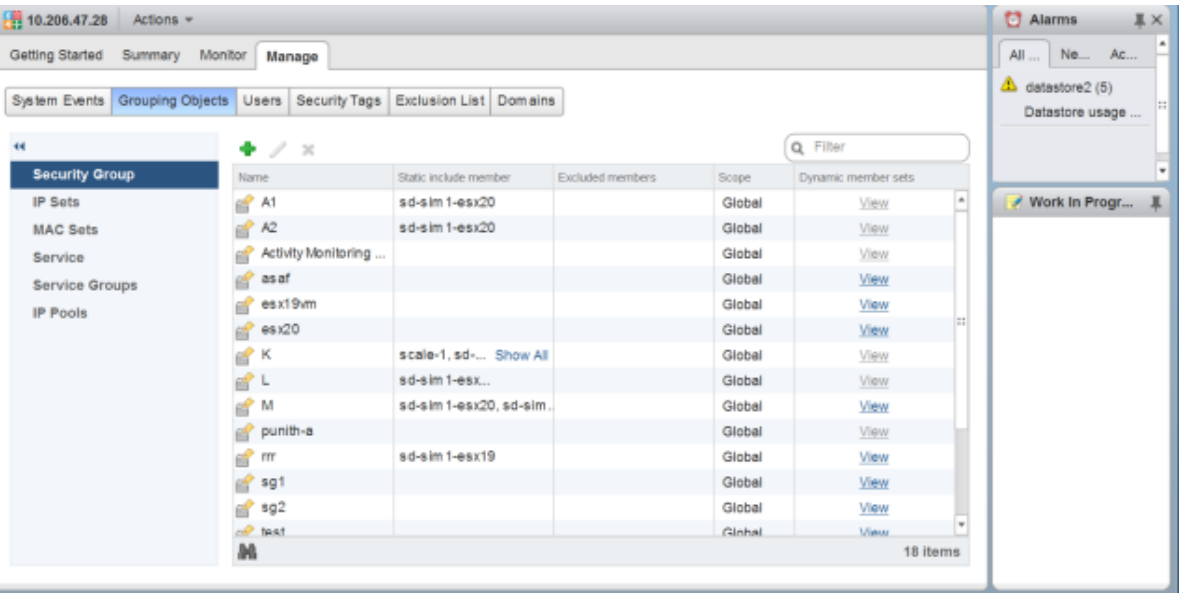 10.206.47.28 Actions
Getting Started Summary Monitor Manage
System Events Grouping Objects Users Security Tags Exclusion List Domains
Security Group
IP Sets
MAC Sets
Service
Service Groups
IP Pools
Filter
Name Static include member Excluded members Scope Dynamic member sets
A1 sd-sim1-esx20 Global View
A2 sd-sim1-esx20 Global View
Activity Monitoring ... Global View
asaf Global View
esx19vm Global View
esx20 Global View
K scale-1, sd-... Show All Global View
L sd-sim1-esx... Global View
M sd-sim1-esx20, sd-sim... Global View
punith-a Global View
rrr sd-sim1-esx19 Global View
sg1 Global View
sg2 Global View
test Global View
18 items
Alarms
All ... Ne... Ac...
datastore2 (5)
Datastore usage ...
Work In Progr...